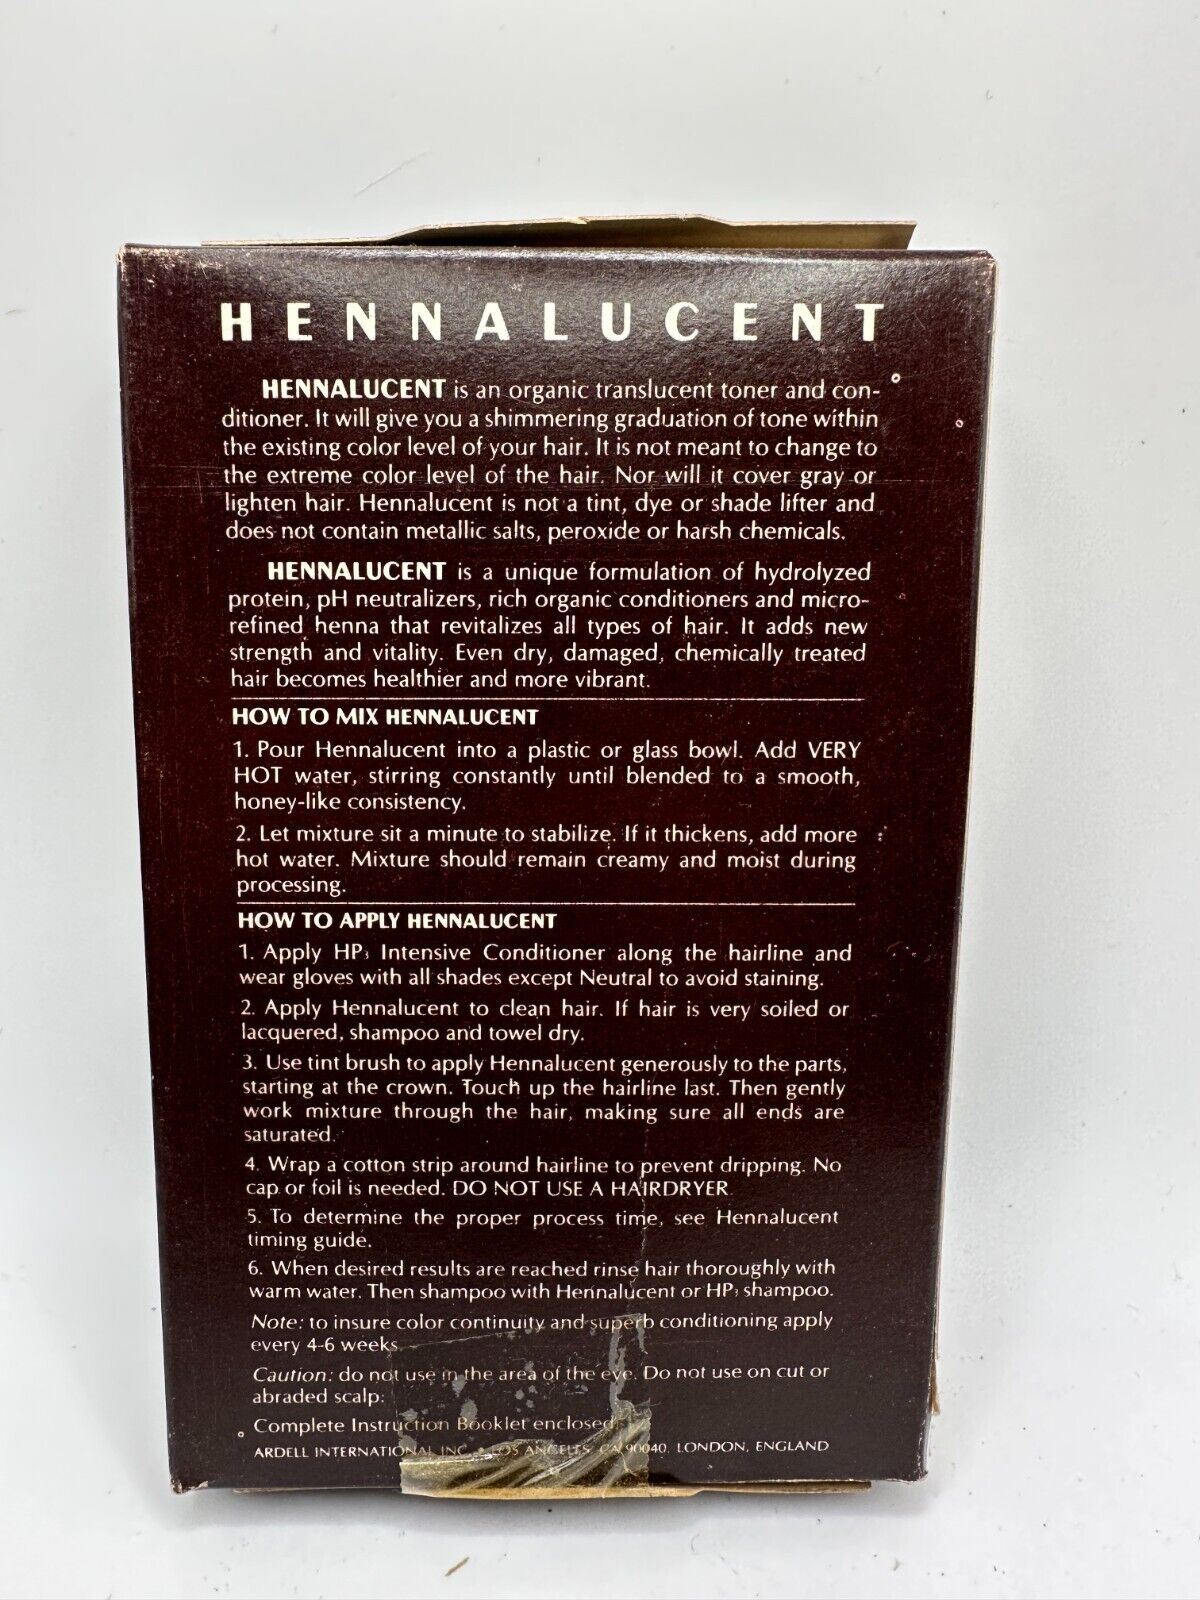 HENNALUCENT
HENNALUCENT is an organic translucent toner and con-
ditioner. It will give you a shimmering graduation of tone within
the existing color level of your hair. It is not meant to change to
the extreme color level of the hair. Nor will it cover gray or
lighten hair. Hennalucent is not a tint, dye or shade lifter and
does not contain metallic salts, peroxide or harsh chemicals.
HENNALUCENT is a unique formulation of hydrolyzed
protein, pH neutralizers, rich organic conditioners and micro-
refined henna that revitalizes all types of hair. It adds new
strength and vitality. Even dry, damaged, chemically treated
hair becomes healthier and more vibrant.
HOW TO MIX HENNALUCENT
1. Pour Hennalucent into a plastic or glass bowl. Add VERY
HOT water, stirring constantly until blended to a smooth,
honey-like consistency.
2. Let mixture sit a minute to stabilize. If it thickens, add more
hot water. Mixture should remain creamy and moist during
processing.
HOW TO APPLY HENNALUCENT
1. Apply HP₃ Intensive Conditioner along the hairline and
wear gloves with all shades except Neutral to avoid staining.
2. Apply Hennalucent to clean hair. If hair is very soiled or
lacquered, shampoo and towel dry.
3. Use tint brush to apply Hennalucent generously to the parts,
starting at the crown. Touch up the hairline last. Then gently
work mixture through the hair, making sure all ends are
saturated.
4. Wrap a cotton strip around hairline to prevent dripping. No
cap or foil is needed. DO NOT USE A HAIRDRYER.
5. To determine the proper process time, see Hennalucent
timing guide.
6. When desired results are reached rinse hair thoroughly with
warm water. Then shampoo with Hennalucent or HP₃ shampoo.
Note: to insure color continuity and superb conditioning apply
every 4-6 weeks.
Caution: do not use in the area of the eye. Do not use on cut or
abraded scalp.
Complete Instruction Booklet enclosed.
ARDELL INTERNATIONAL INC. • LOS ANGELES, CA 90040, LONDON, ENGLAND